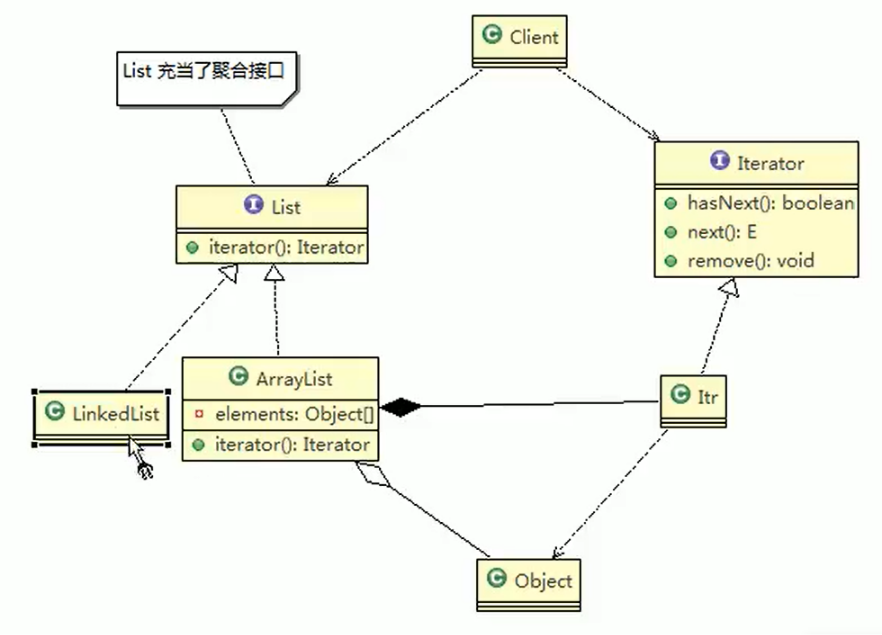 Client
List 充当了聚合接口
Iterator
hasNext(): boolean
next(): E
remove(): void
List
iterator(): Iterator
ArrayList
elements: Object[]
iterator(): Iterator
LinkedList
Itr
Object